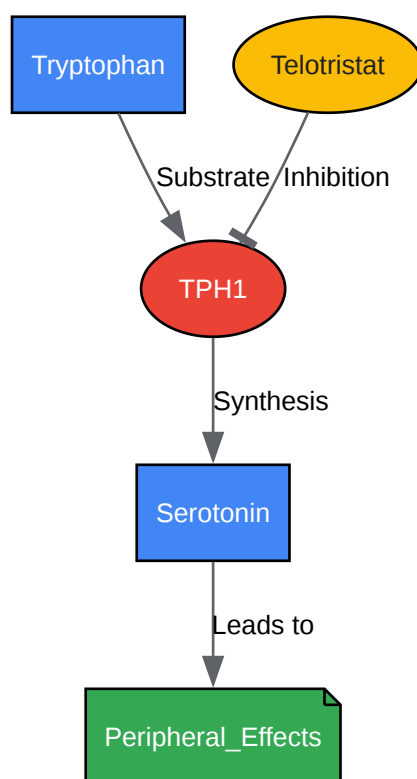 Tryptophan
Telotristat
Substrate
Inhibition
TPH1
Synthesis
Serotonin
Leads to
Peripheral_Effects